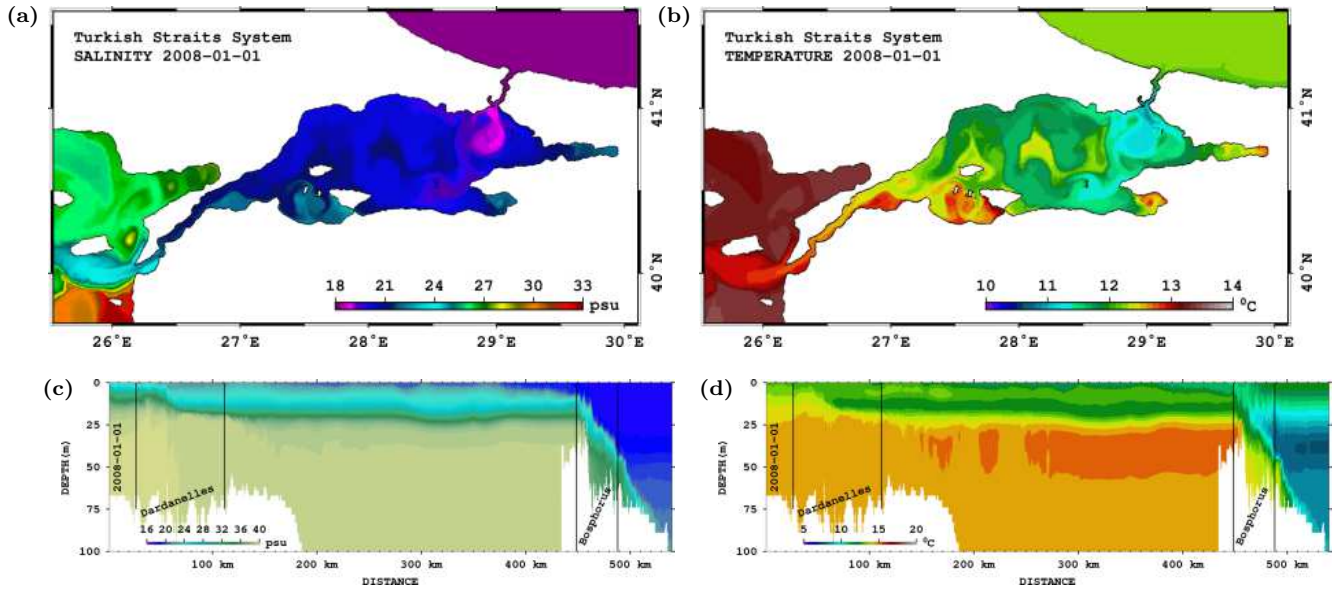 (a)
Turkish Straits System
SALINITY 2008-01-01
41°N
40°N
18 21 24 27 30 33
psu
26°E 27°E 28°E 29°E 30°E
(b)
Turkish Straits System
TEMPERATURE 2008-01-01
41°N
40°N
10 11 12 13 14
°C
26°E 27°E 28°E 29°E 30°E
(c)
0
25
50
75
100
DEPTH(m)
2008-01-01
Dardanelles
Bosphorus
16 20 24 28 32 36 40
psu
100 km 200 km 300 km 400 km 500 km
DISTANCE
(d)
0
25
50
75
100
DEPTH(m)
2008-01-01
Dardanelles
Bosphorus
5 10 15 20
°C
100 km 200 km 300 km 400 km 500 km
DISTANCE